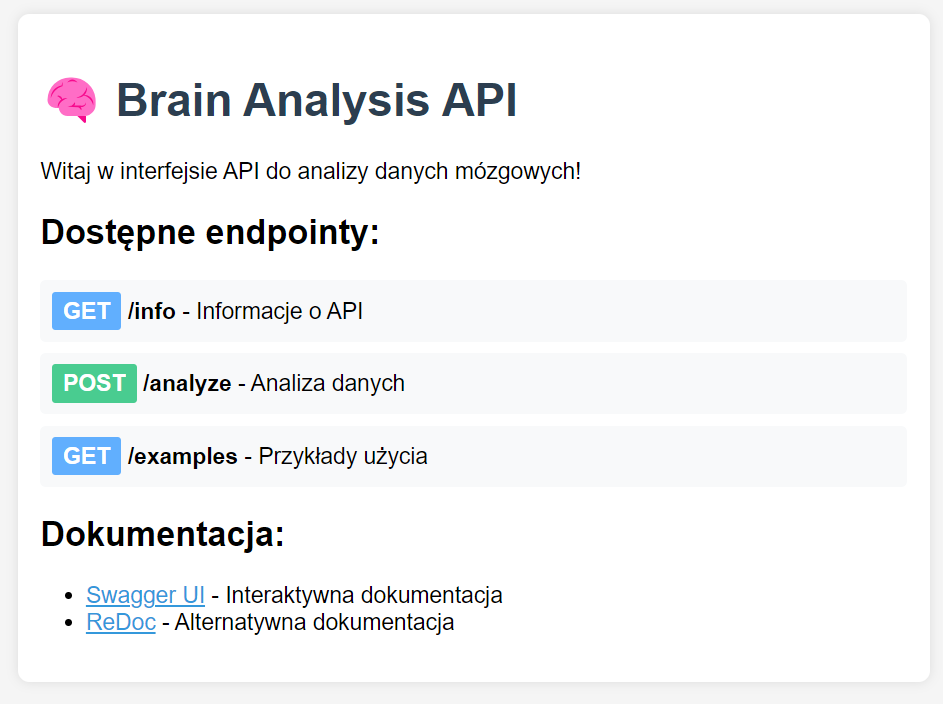 Brain Analysis API
Witaj w interfejsie API do analizy danych mózgowych!
Dostępne endpointy:
GET /info - Informacje o API
POST /analyze - Analiza danych
GET /examples - Przykłady użycia
Dokumentacja:
Swagger UI - Interaktywna dokumentacja
ReDoc - Alternatywna dokumentacja